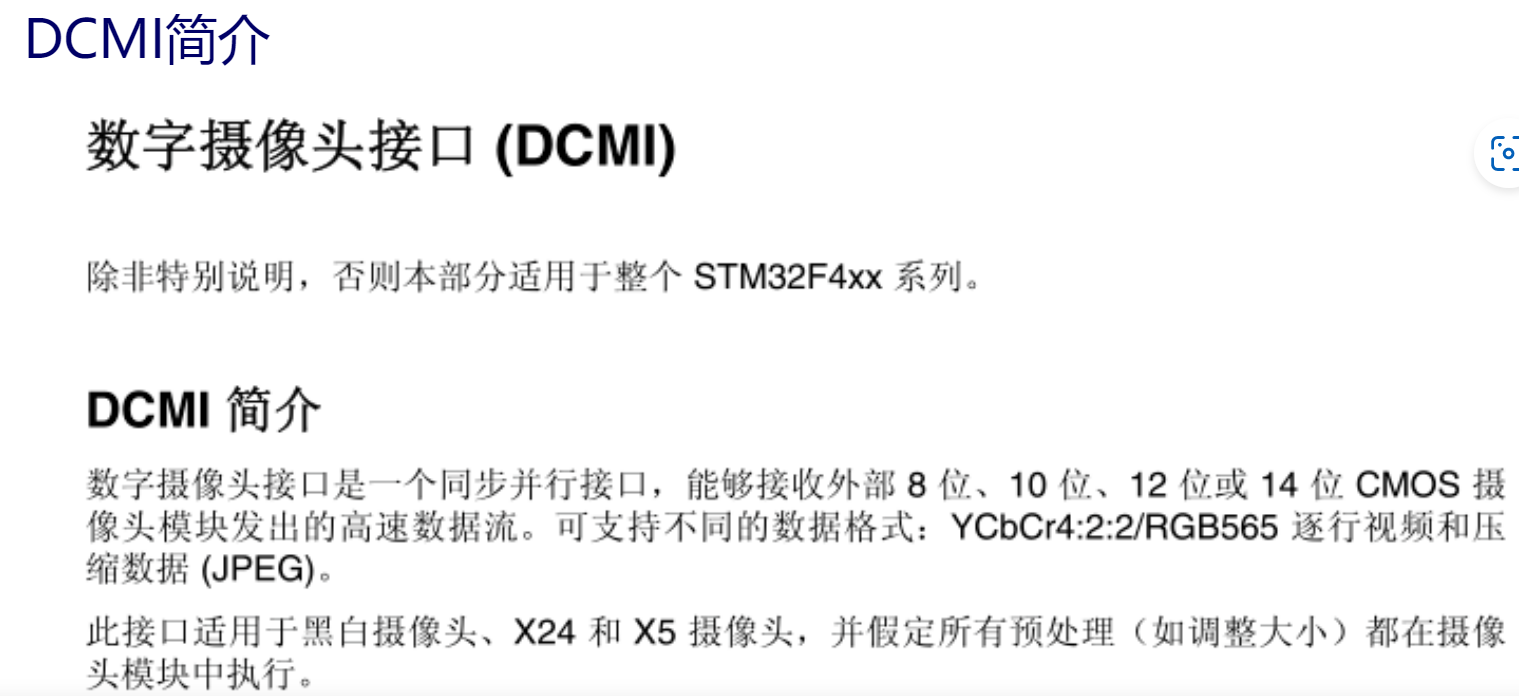 DCMI简介
数字摄像头接口 (DCMI)
除非特别说明，否则本部分适用于整个 STM32F4xx 系列。
DCMI 简介
数字摄像头接口是一个同步并行接口，能够接收外部 8 位、10 位、12 位或 14 位 CMOS 摄
像头模块发出的高速数据流。可支持不同的数据格式：YCbCr4:2:2/RGB565 逐行视频和压
缩数据 (JPEG)。
此接口适用于黑白摄像头、X24 和 X5 摄像头，并假定所有预处理（如调整大小）都在摄像
头模块中执行。